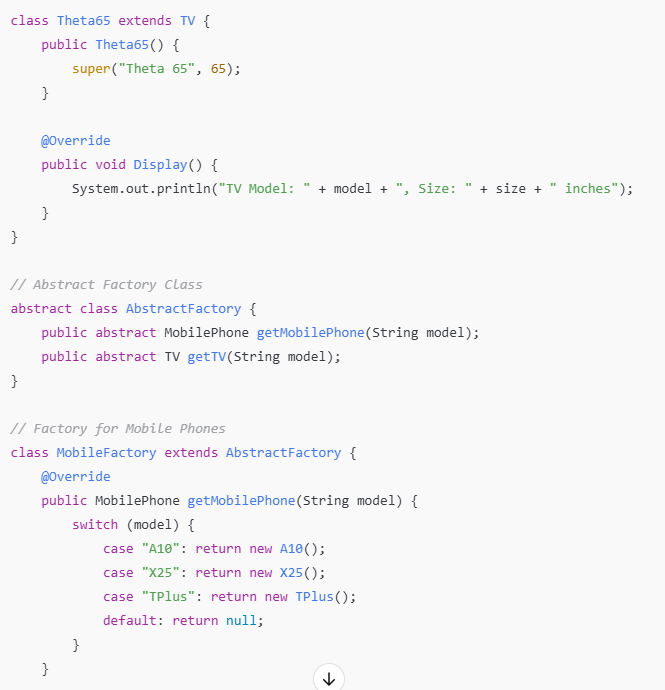 class Theta65 extends TV {
    public Theta65() {
        super("Theta 65", 65);
    }

    @Override
    public void Display() {
        System.out.println("TV Model: " + model + ", Size: " + size + " inches");
    }
}

// Abstract Factory Class
abstract class AbstractFactory {
    public abstract MobilePhone getMobilePhone(String model);
    public abstract TV getTV(String model);
}

// Factory for Mobile Phones
class MobileFactory extends AbstractFactory {
    @Override
    public MobilePhone getMobilePhone(String model) {
        switch (model) {
            case "A10": return new A10();
            case "X25": return new X25();
            case "TPlus": return new TPlus();
            default: return null;
        }
    }